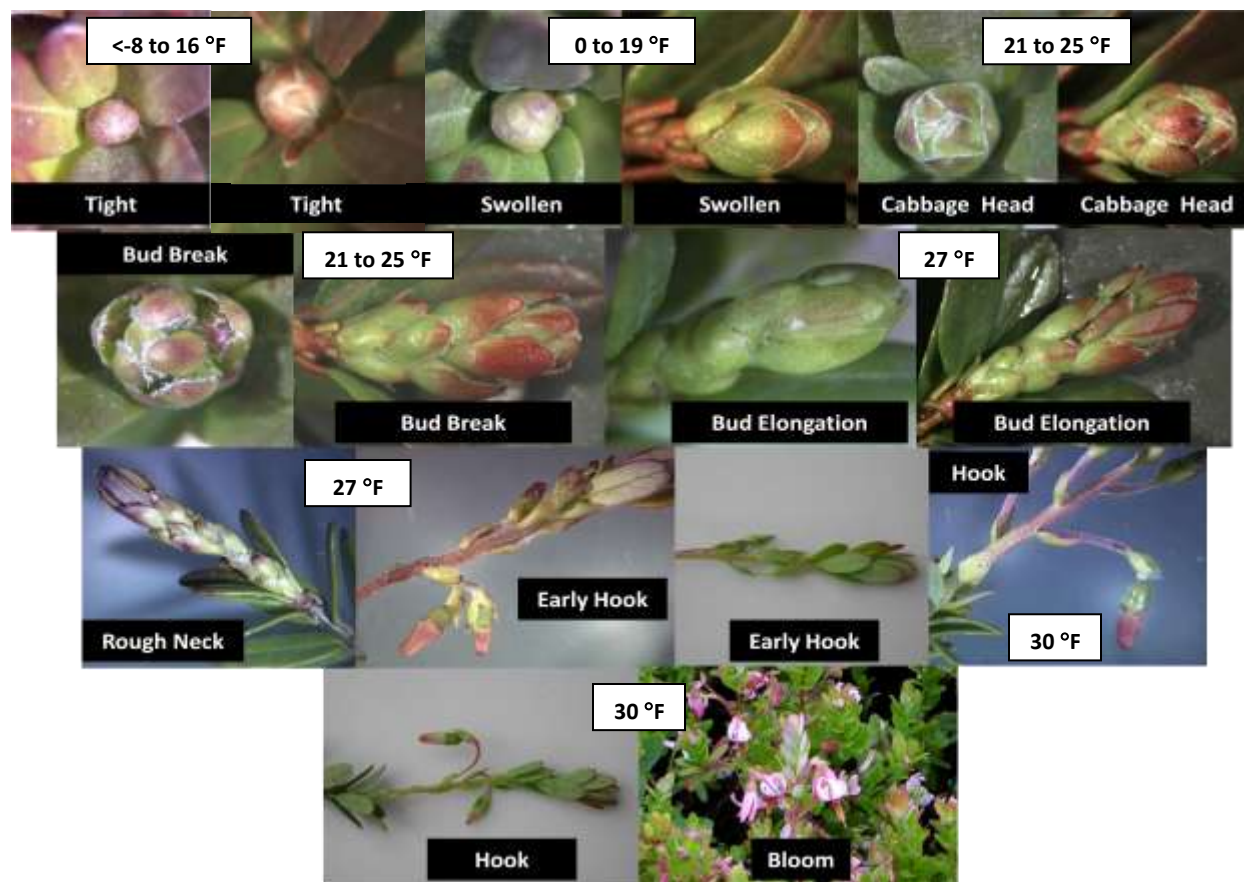 <-8 to 16 °F
0 to 19 °F
21 to 25 °F
Tight
Tight
Swollen
Swollen
Cabbage Head
Cabbage Head
Bud Break
21 to 25 °F
27 °F
Bud Break
Bud Elongation
Bud Elongation
27 °F
Hook
Early Hook
Rough Neck
Early Hook
30 °F
30 °F
Hook
Bloom